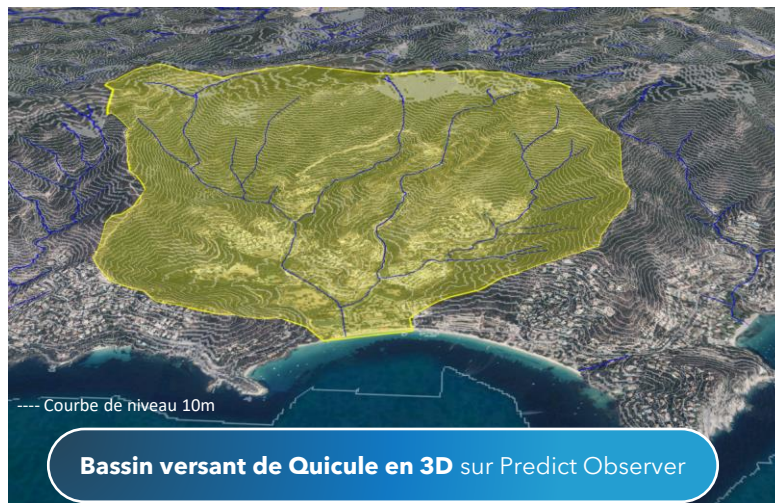 ---- Courbe de niveau 10m
Bassin versant de Quicule en 3D sur Predict Observer